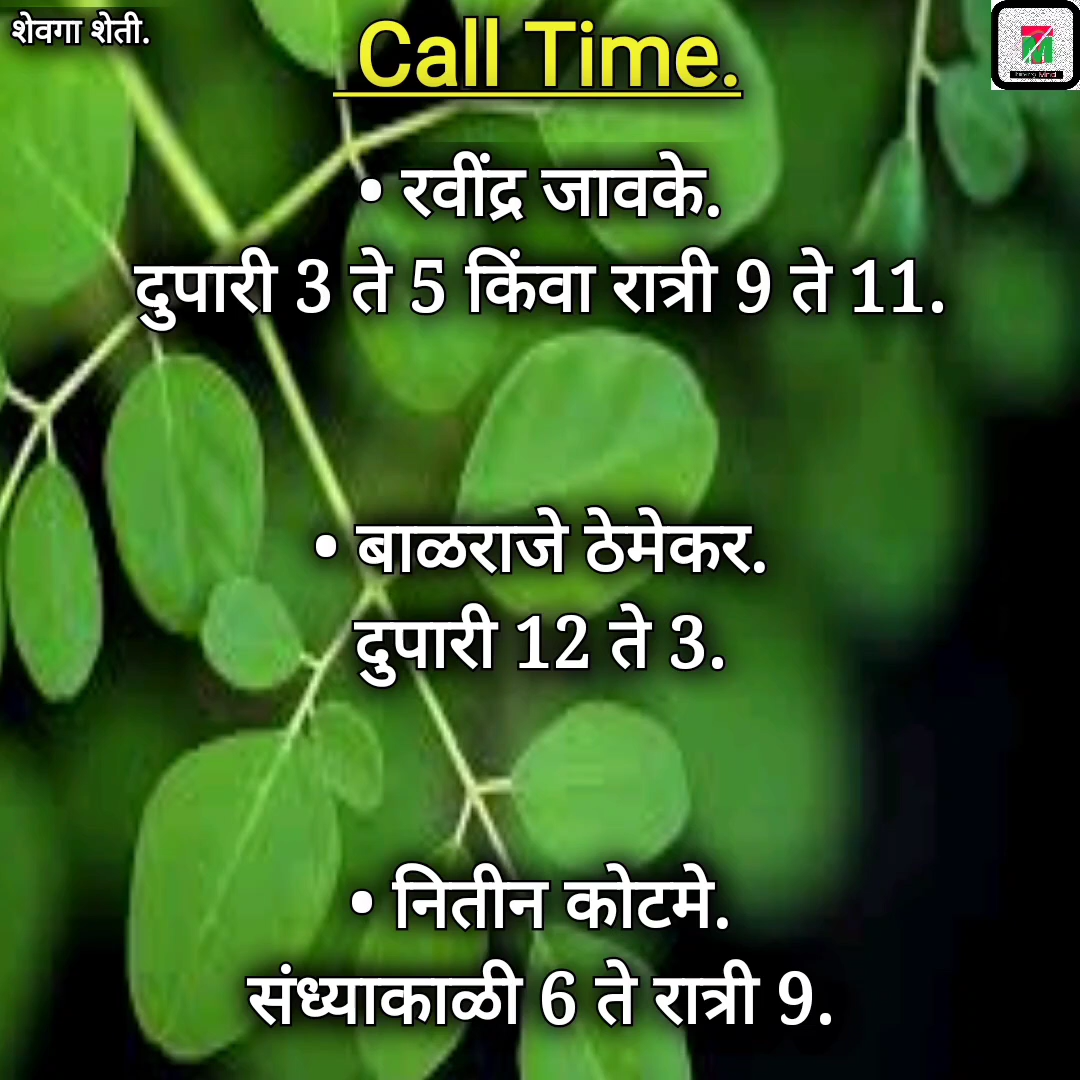 शेवगा शेती.
Call Time.
• रवींद्र जावके.
दुपारी 3 ते 5 किंवा रात्री 9 ते 11.
• बाळराजे ठेमेकर.
दुपारी 12 ते 3.
• नितीन कोटमे.
संध्याकाळी 6 ते रात्री 9.